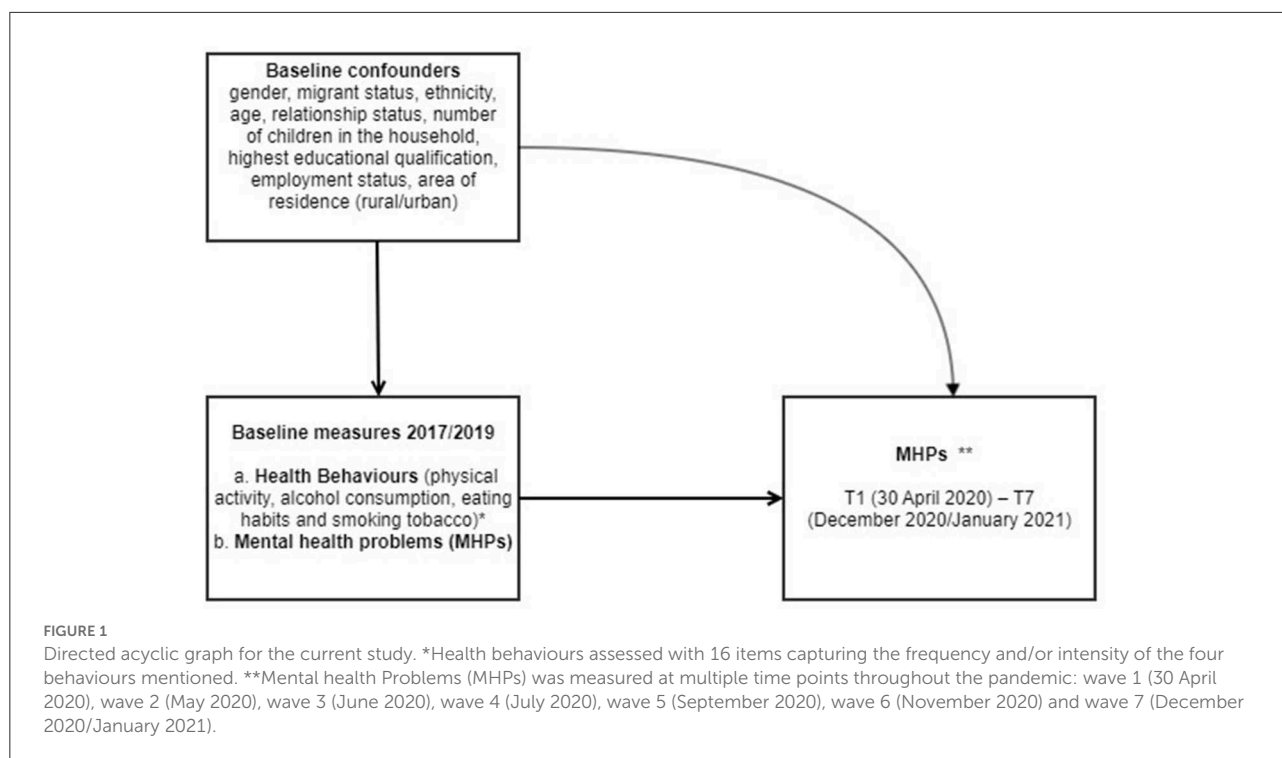 Baseline confounders
gender, migrant status, ethnicity,
age, relationship status, number
of children in the household,
highest educational qualification,
employment status, area of
residence (rural/urban)
Baseline measures 2017/2019
a. Health Behaviours (physical
activity, alcohol consumption, eating
habits and smoking tobacco)*
b. Mental health problems (MHPs)
MHPs **
T1 (30 April 2020) – T7
(December 2020/January 2021)
FIGURE 1
Directed acyclic graph for the current study. *Health behaviours assessed with 16 items capturing the frequency and/or intensity of the four
behaviours mentioned. **Mental health Problems (MHPs) was measured at multiple time points throughout the pandemic: wave 1 (30 April
2020), wave 2 (May 2020), wave 3 (June 2020), wave 4 (July 2020), wave 5 (September 2020), wave 6 (November 2020) and wave 7 (December
2020/January 2021).